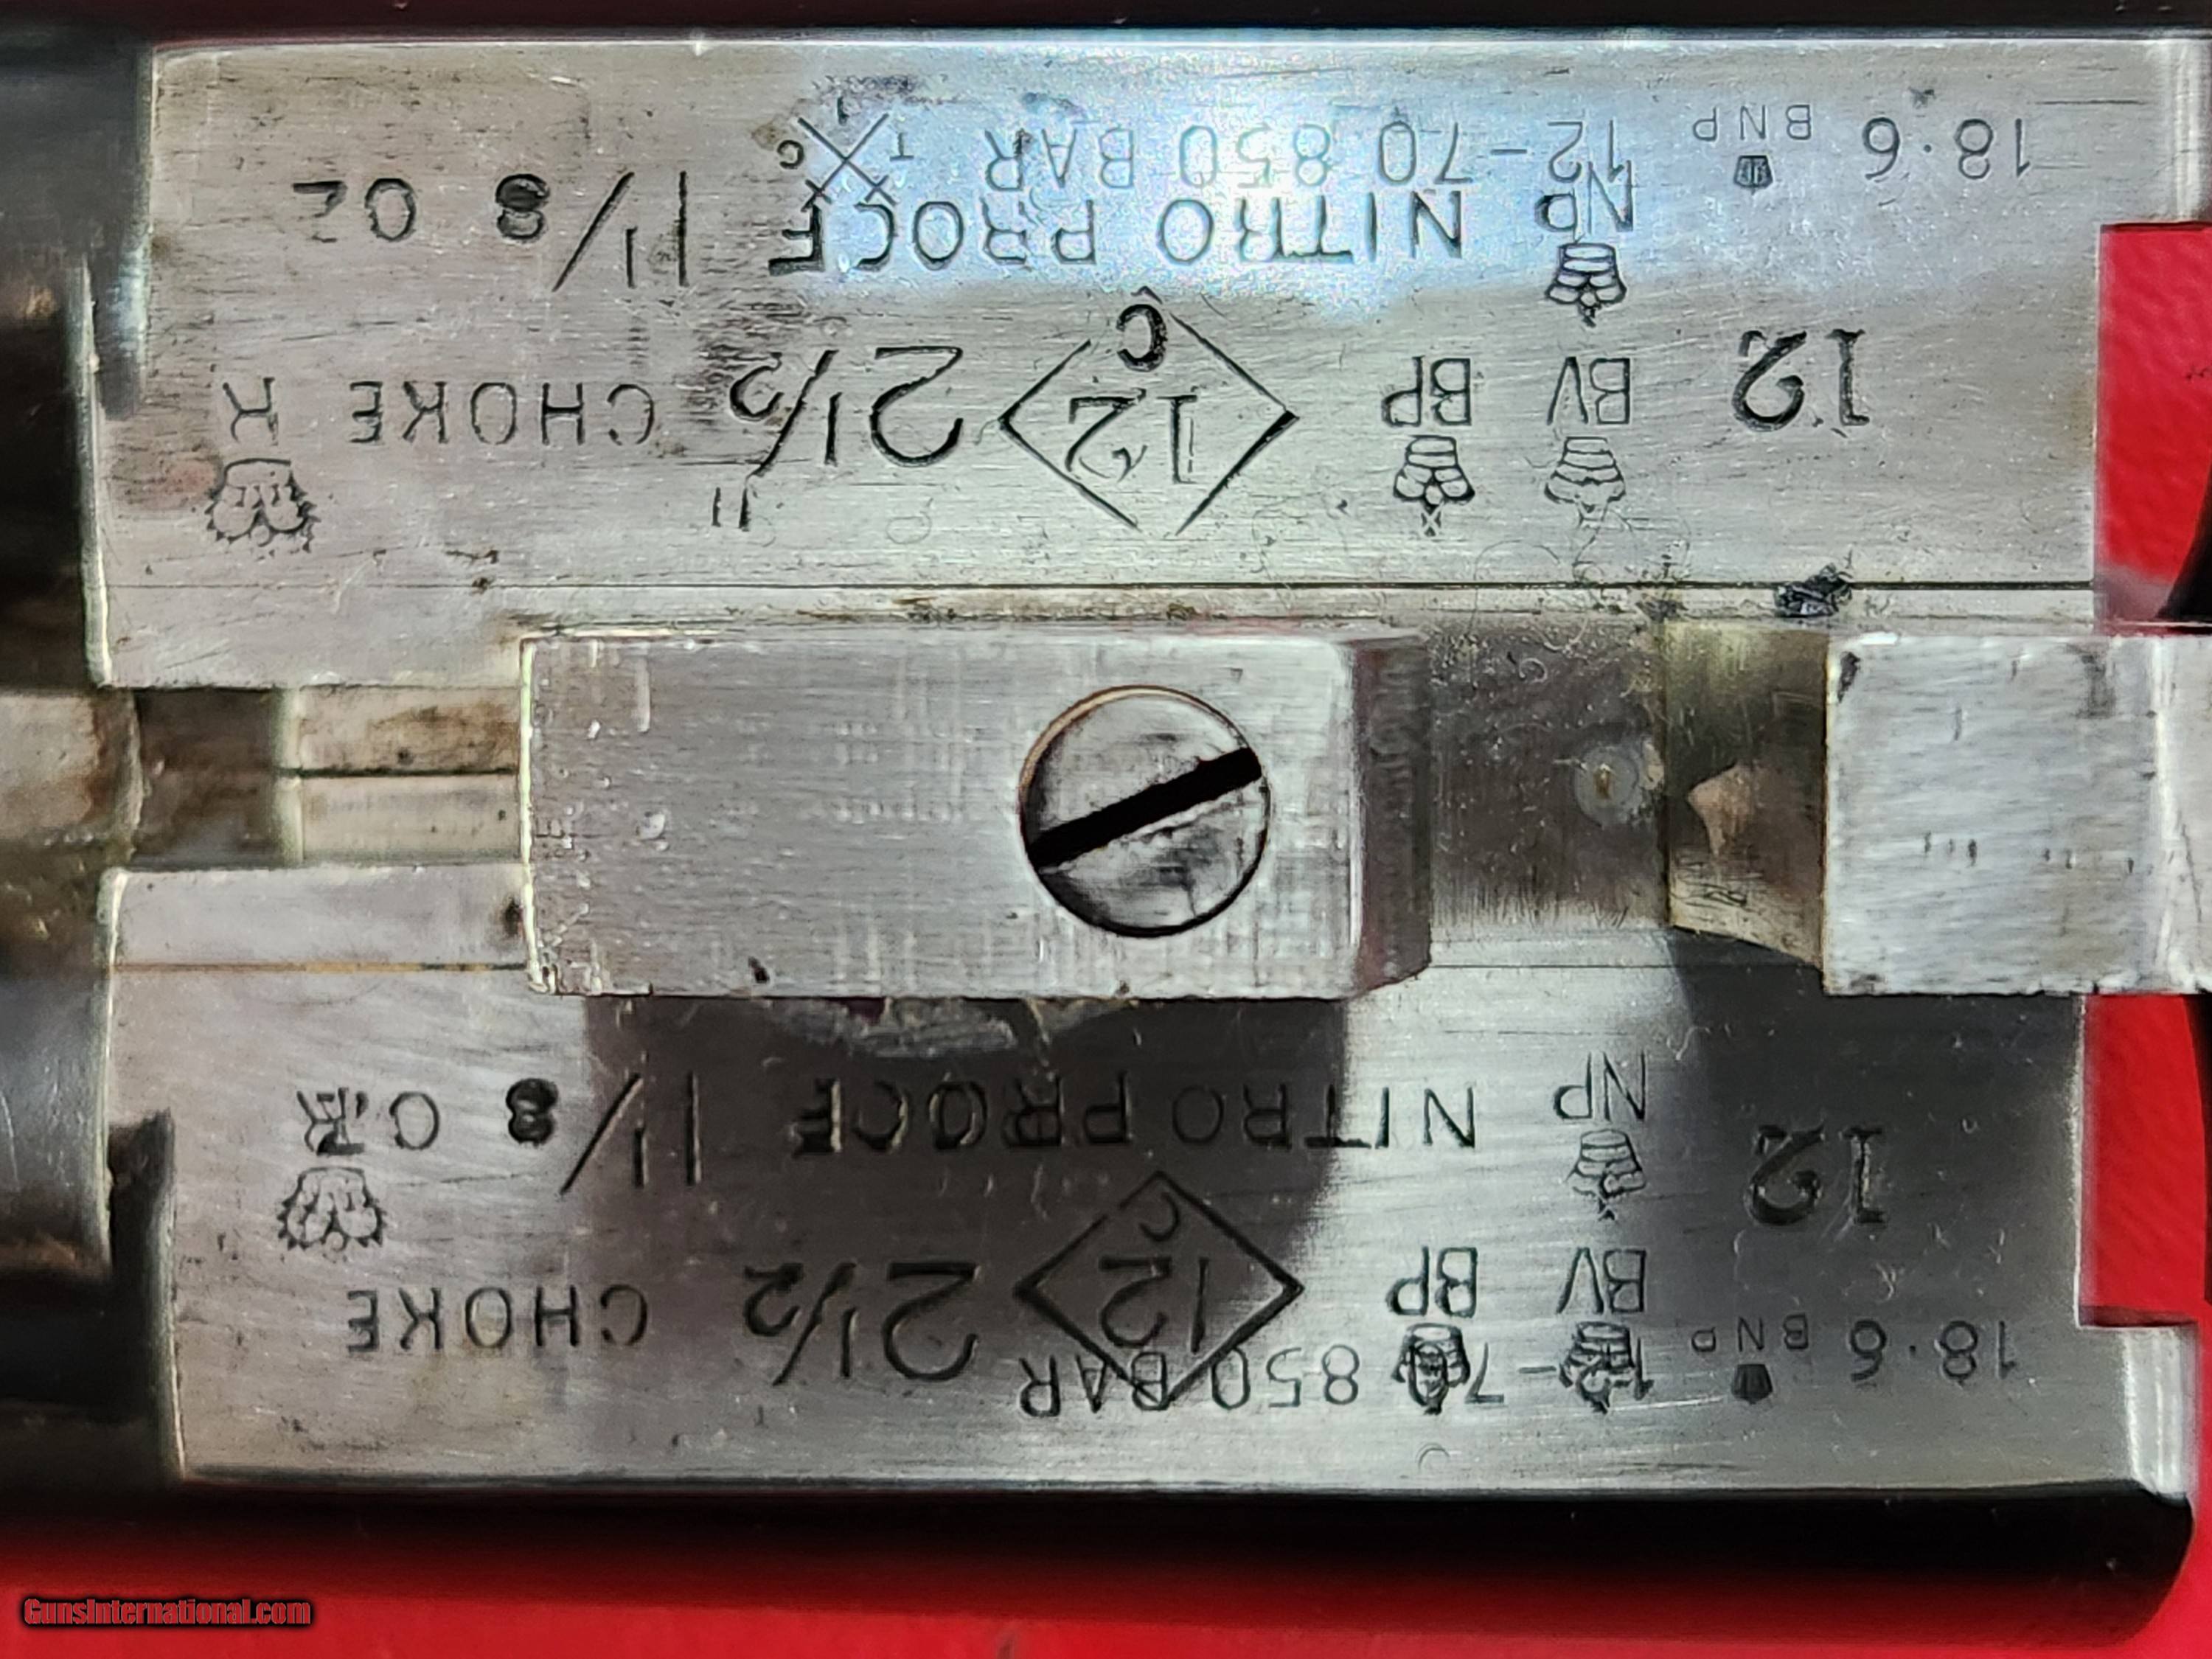 18·6 BNP 12-70 850 BAR
BV BP 12 C 2 1/2 CHOKE
12 NP NITRO PROOF 1 1/8 R
12 BV BP 12 C 2 1/2" CHOKE R
NP NITRO PROOF 1 1/8 OZ
18·6 BNP 12-70 850 BAR T C
GunsInternational.com